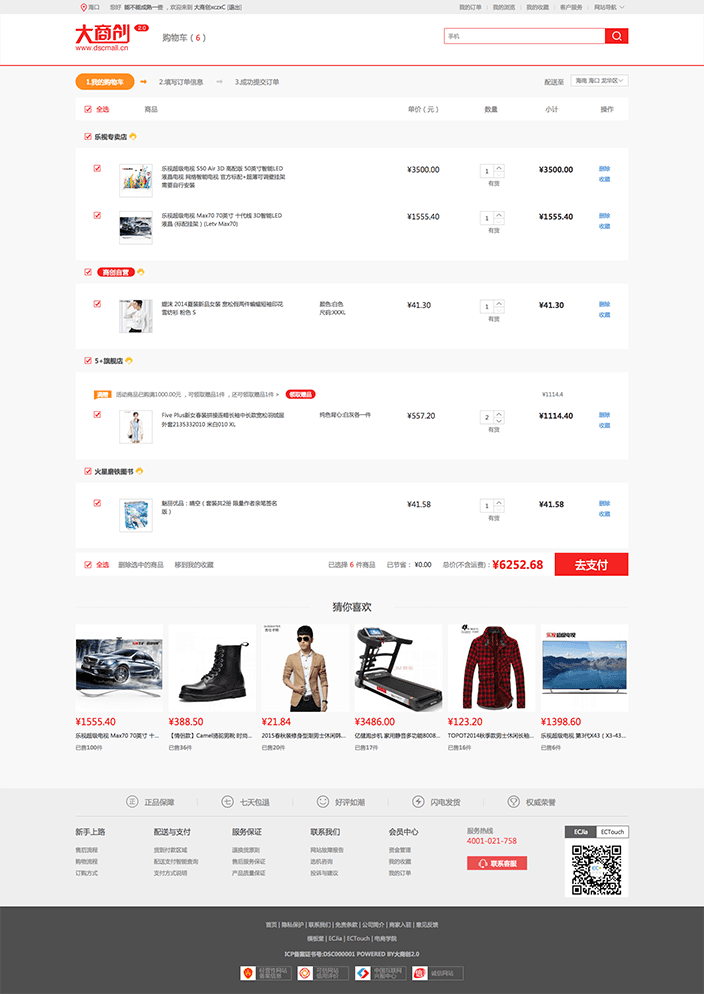 海口 您好 能不能成熟一些 ，欢迎来到 大商创xczxC [退出] 我的订单 我的浏览 我的收藏 客户服务 网站导航
大商创 2.0
www.dscmall.cn
购物车（ 6 ）
手机
1.我的购物车 2.填写订单信息 3.成功提交订单 配送至 海南 海口 龙华区
全选 商品 单价（元） 数量 小计 操作
乐视专卖店
乐视超级电视 S50 Air 3D 高配版 50英寸智能LED ¥3500.00 1 ¥3500.00 删除
液晶电视 网络智能电视 官方标配+超薄可调壁挂架 有货 收藏
需要自行安装
乐视超级电视 Max70 70英寸 十代线 3D智能LED ¥1555.40 1 ¥1555.40 删除
液晶 (标配挂架 ) (Letv Max70) 有货 收藏
商创自营
2014夏装新品女装 宽松假两件蝙蝠短袖印花 颜色:白色 ¥41.30 1 ¥41.30 删除
雪纺衫 粉色 S 尺码:XXXL 有货 收藏
5+旗舰店
满赠 活动商品已购满1000.00元 ，可领取赠品1件 ，还可领取赠品1件 > 领取赠品 ¥1114.4
Five Plus新女春装拼接连帽长袖中长款宽松羽绒服 纯色背心:白灰各一件 ¥557.20 2 ¥1114.40 删除
外套2135332010 米白010 XL 有货 收藏
火星磨铁图书
魅丽优品：晴空（套装共2册 限量作者亲笔签名 ¥41.58 1 ¥41.58 删除
版） 有货 收藏
全选 删除选中的商品 移到我的收藏 已选择 6 件商品 已节省： ¥0.00 总价(不含运费)：¥6252.68 去支付
猜你喜欢
¥1555.40 ¥388.50 ¥21.84 ¥3486.00 ¥123.20 ¥1398.60
乐视超级电视 Max70 70英寸 十... 【情侣款】Camel骆驼男靴 时尚... 2015春秋装修身型男士休闲韩... 亿健跑步机 家用静音多功能8008... TOPOT2014秋季款男士休闲长袖... 乐视超级电视 第3代X43（X3-43...
已售100件 已售36件 已售20件 已售17件 已售16件 已售6件
正品保障 七天包退 好评如潮 闪电发货 权威荣誉
新手上路 配送与支付 服务保证 联系我们 会员中心 服务热线
4001-021-758
ECJia ECTouch
售后流程 货到付款区域 退换货原则 网站故障报告 资金管理
购物流程 配送支付智能查询 售后服务保证 选机咨询 我的收藏
订购方式 支付方式说明 产品质量保证 投诉与建议 我的订单
联系客服
首页 | 隐私保护 | 联系我们 | 免责条款 | 公司简介 | 商家入驻 | 意见反馈
模板堂 | ECJia | ECTouch | 电商学院
ICP备案证书号:DSC000001 POWERED BY大商创2.0
经营性网站 可信网站 中国互联网 诚信网站
备案信息 信用评价